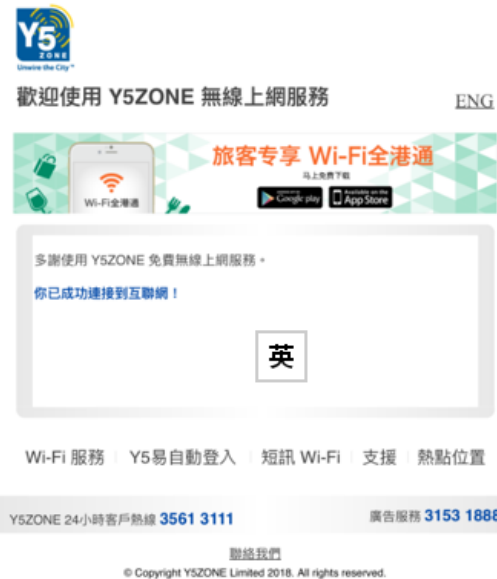 Y5
ZONE
Unwire the City™
歡迎使用 Y5ZONE 無線上網服務
ENG
旅客专享 Wi-Fi全港通
马上免費下载
Wi-Fi全港通
Google play
Available on the
App Store
多謝使用 Y5ZONE 免費無線上網服務。
你已成功連接到互聯網！
英
Wi-Fi 服務
Y5易自動登入
短訊 Wi-Fi
支援
熱點位置
Y5ZONE 24小時客戶熱線 3561 3111
廣告服務 3153 1888
聯絡我們
© Copyright Y5ZONE Limited 2018. All rights reserved.